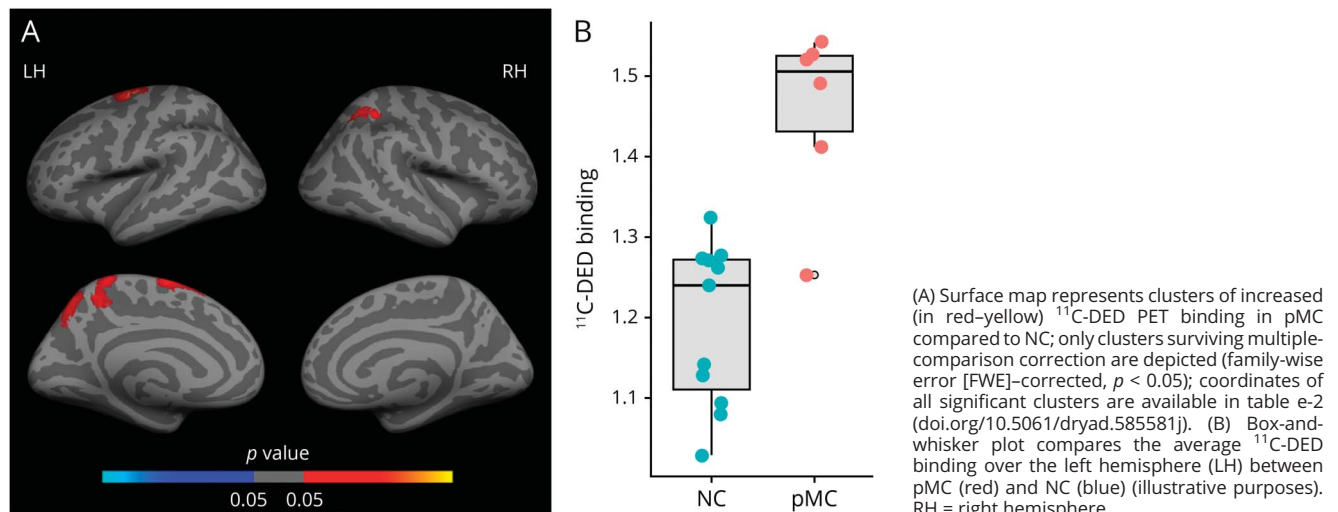 A
LH
RH
p value
0.05 0.05
B
¹¹C-DED binding
1.5
1.4
1.3
1.2
1.1
NC pMC
(A) Surface map represents clusters of increased
(in red–yellow) ¹¹C-DED PET binding in pMC
compared to NC; only clusters surviving multiple-
comparison correction are depicted (family-wise
error [FWE]–corrected, p < 0.05); coordinates of
all significant clusters are available in table e-2
(doi.org/10.5061/dryad.585581j). (B) Box-and-
whisker plot compares the average ¹¹C-DED
binding over the left hemisphere (LH) between
pMC (red) and NC (blue) (illustrative purposes).
RH = right hemisphere